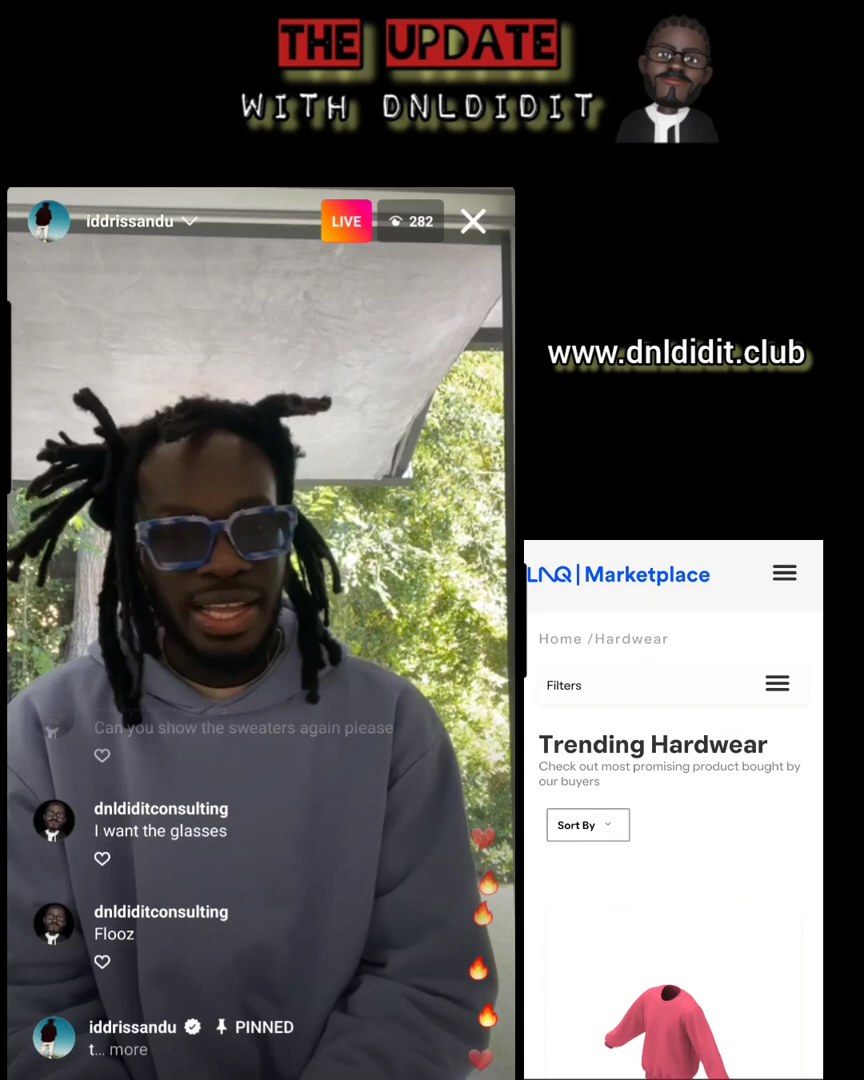 THE UPDATE
WITH DNLDIDIT
iddrissandu
LIVE
282
www.dnldidit.club
LNQ | Marketplace
Home /Hardwear
Filters
Trending Hardwear
Check out most promising product bought by
our buyers
Sort By
Can you show the sweaters again please
dnldiditconsulting
I want the glasses
dnldiditconsulting
Flooz
iddrissandu PINNED
t... more